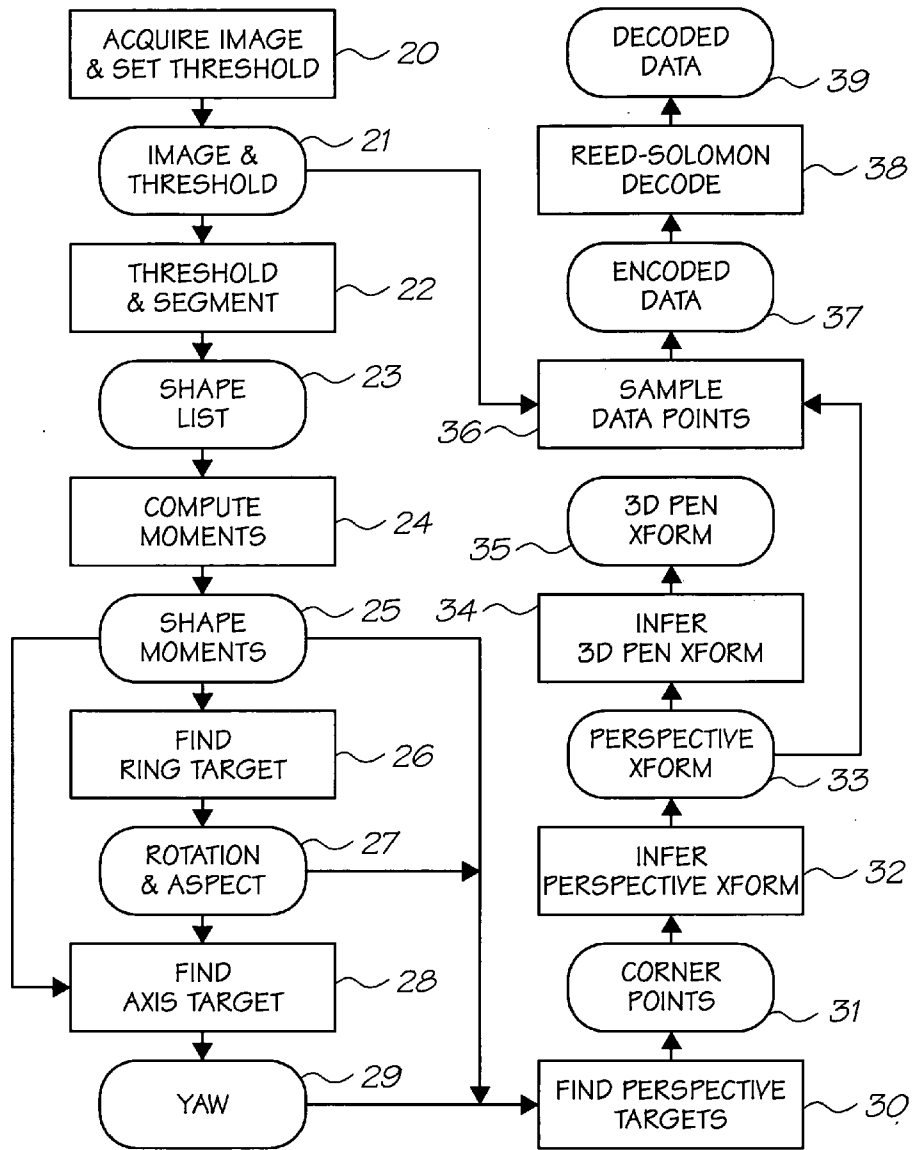 ACQUIRE IMAGE
& SET THRESHOLD
20
IMAGE &
THRESHOLD
21
THRESHOLD
& SEGMENT
22
SHAPE
LIST
23
COMPUTE
MOMENTS
24
SHAPE
MOMENTS
25
FIND
RING TARGET
26
ROTATION
& ASPECT
27
FIND
AXIS TARGET
28
YAW
29
DECODED
DATA
39
REED-SOLOMON
DECODE
38
ENCODED
DATA
37
SAMPLE
DATA POINTS
36
3D PEN
XFORM
35
34
INFER
3D PEN XFORM
PERSPECTIVE
XFORM
33
INFER
PERSPECTIVE XFORM
32
CORNER
POINTS
31
FIND PERSPECTIVE
TARGETS
30